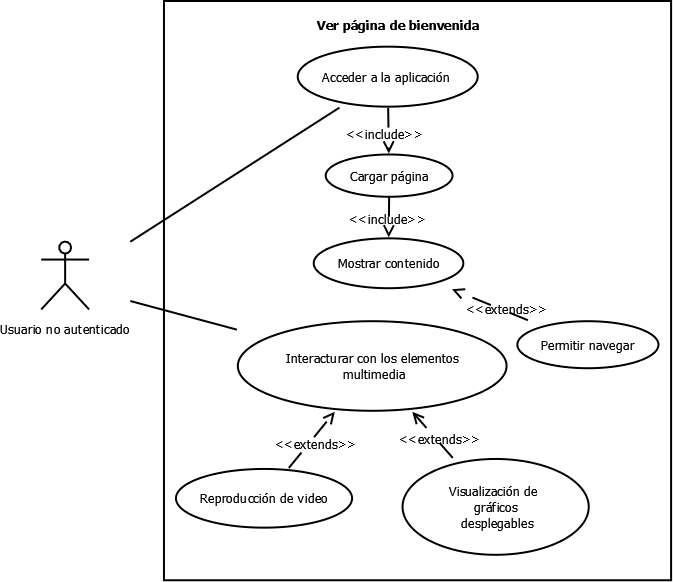 Ver página de bienvenida
Acceder a la aplicación
<<include>>
Cargar página
<<include>>
Mostrar contenido
<<extends>>
Usuario no autenticado
Permitir navegar
Interacturar con los elementos
multimedia
<<extends>>
<<extends>>
Reproducción de video
Visualización de
gráficos
desplegables